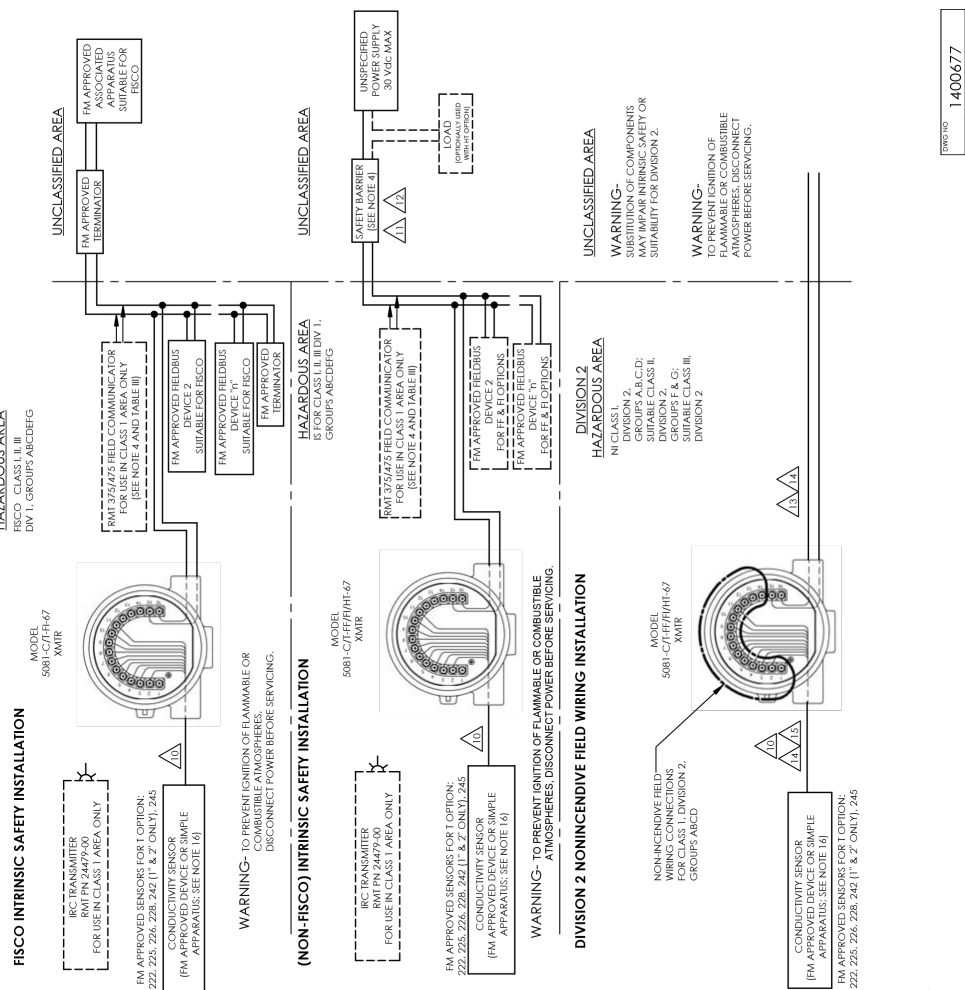 FISCO INTRINSIC SAFETY INSTALLATION
HAZARDOUS AREA
FISCO CLASS I, II, III
DIV 1, GROUPS ABCDEFG
UNCLASSIFIED AREA
MODEL
5081-C/T-FI-67
XMTR
IRC TRANSMITTER
RMT PN 24479-00
FOR USE IN CLASS 1 AREA ONLY
RMT 375/475 FIELD COMMUNICATOR
FOR USE IN CLASS 1 AREA ONLY
(SEE NOTE 4 AND TABLE III)
FM APPROVED
TERMINATOR
FM APPROVED
ASSOCIATED
APPARATUS
SUITABLE FOR
FISCO
FM APPROVED SENSORS FOR T OPTION:
222, 225, 226, 228, 242 (1" & 2" ONLY), 245
CONDUCTIVITY SENSOR
(FM APPROVED DEVICE OR SIMPLE
APPARATUS; SEE NOTE 16)
10
FM APPROVED FIELDBUS
DEVICE 2
SUITABLE FOR FISCO
FM APPROVED FIELDBUS
DEVICE "n"
SUITABLE FOR FISCO
FM APPROVED
TERMINATOR
WARNING- TO PREVENT IGNITION OF FLAMMABLE OR
COMBUSTIBLE ATMOSPHERES,
DISCONNECT POWER BEFORE SERVICING.
(NON-FISCO) INTRINSIC SAFETY INSTALLATION
HAZARDOUS AREA
IS FOR CLASS I, II, III DIV 1,
GROUPS ABCDEFG
UNCLASSIFIED AREA
MODEL
5081-C/T-FF/FI/HT-67
XMTR
IRC TRANSMITTER
RMT PN 24479-00
FOR USE IN CLASS 1 AREA ONLY
RMT 375/475 FIELD COMMUNICATOR
FOR USE IN CLASS 1 AREA ONLY
(SEE NOTE 4 AND TABLE III)
SAFETY BARRIER
(SEE NOTE 4)
11
12
UNSPECIFIED
POWER SUPPLY
30 Vdc MAX
LOAD
(OPTIONALLY USED
WITH HT OPTION)
FM APPROVED SENSORS FOR T OPTION:
222, 225, 226, 228, 242 (1" & 2" ONLY), 245
CONDUCTIVITY SENSOR
(FM APPROVED DEVICE OR SIMPLE
APPARATUS; SEE NOTE 16)
10
FM APPROVED FIELDBUS
DEVICE 2
FOR FF & FI OPTIONS
FM APPROVED FIELDBUS
DEVICE "n"
FOR FF & FI OPTIONS
WARNING- TO PREVENT IGNITION OF FLAMMABLE OR COMBUSTIBLE
ATMOSPHERES, DISCONNECT POWER BEFORE SERVICING.
DIVISION 2 NONINCENDIVE FIELD WIRING INSTALLATION
DIVISION 2
HAZARDOUS AREA
NI CLASS I,
DIVISION 2,
GROUPS A,B,C,D;
SUITABLE CLASS II,
DIVISION 2,
GROUPS F & G;
SUITABLE CLASS III,
DIVISION 2
UNCLASSIFIED AREA
WARNING-
SUBSTITUTION OF COMPONENTS
MAY IMPAIR INTRINSIC SAFETY OR
SUITABILITY FOR DIVISION 2.
WARNING-
TO PREVENT IGNITION OF
FLAMMABLE OR COMBUSTIBLE
ATMOSPHERES, DISCONNECT
POWER BEFORE SERVICING.
MODEL
5081-C/T-FF/FI/HT-67
XMTR
NON-INCENDIVE FIELD
WIRING CONNECTIONS
FOR CLASS 1, DIVISION 2,
GROUPS ABCD
10
14
15
13
14
CONDUCTIVITY SENSOR
(FM APPROVED DEVICE OR SIMPLE
APPARATUS; SEE NOTE 16)
FM APPROVED SENSORS FOR T OPTION:
222, 225, 226, 228, 242 (1" & 2" ONLY), 245
DWG NO
1400677